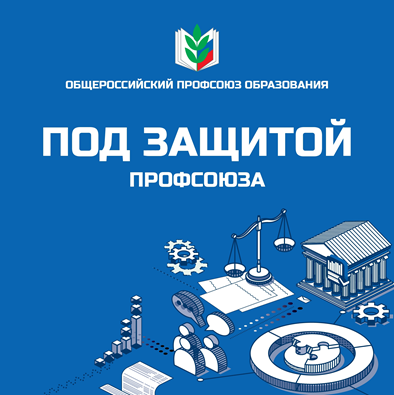 ОБЩЕРОССИЙСКИЙ ПРОФСОЮЗ ОБРАЗОВАНИЯ
ПОД ЗАЩИТОЙ
ПРОФСОЮЗА